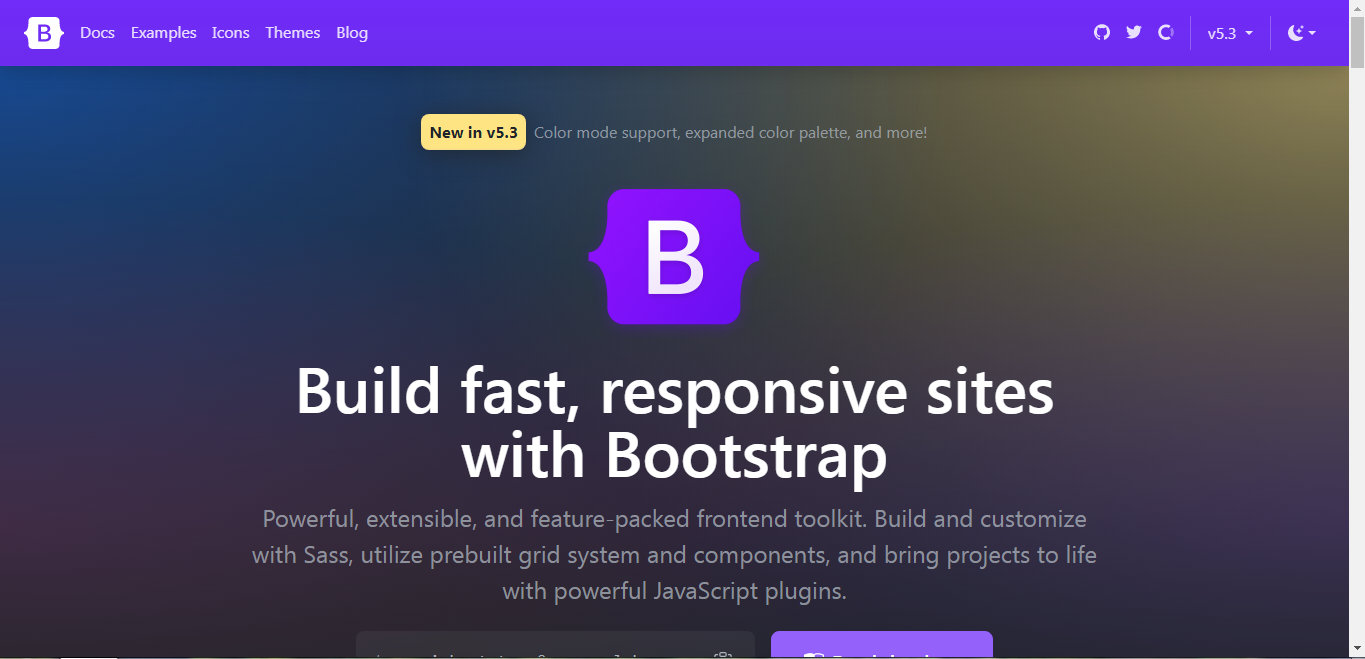 B Docs Examples Icons Themes Blog v5.3
New in v5.3 Color mode support, expanded color palette, and more!
B
Build fast, responsive sites
with Bootstrap
Powerful, extensible, and feature-packed frontend toolkit. Build and customize
with Sass, utilize prebuilt grid system and components, and bring projects to life
with powerful JavaScript plugins.